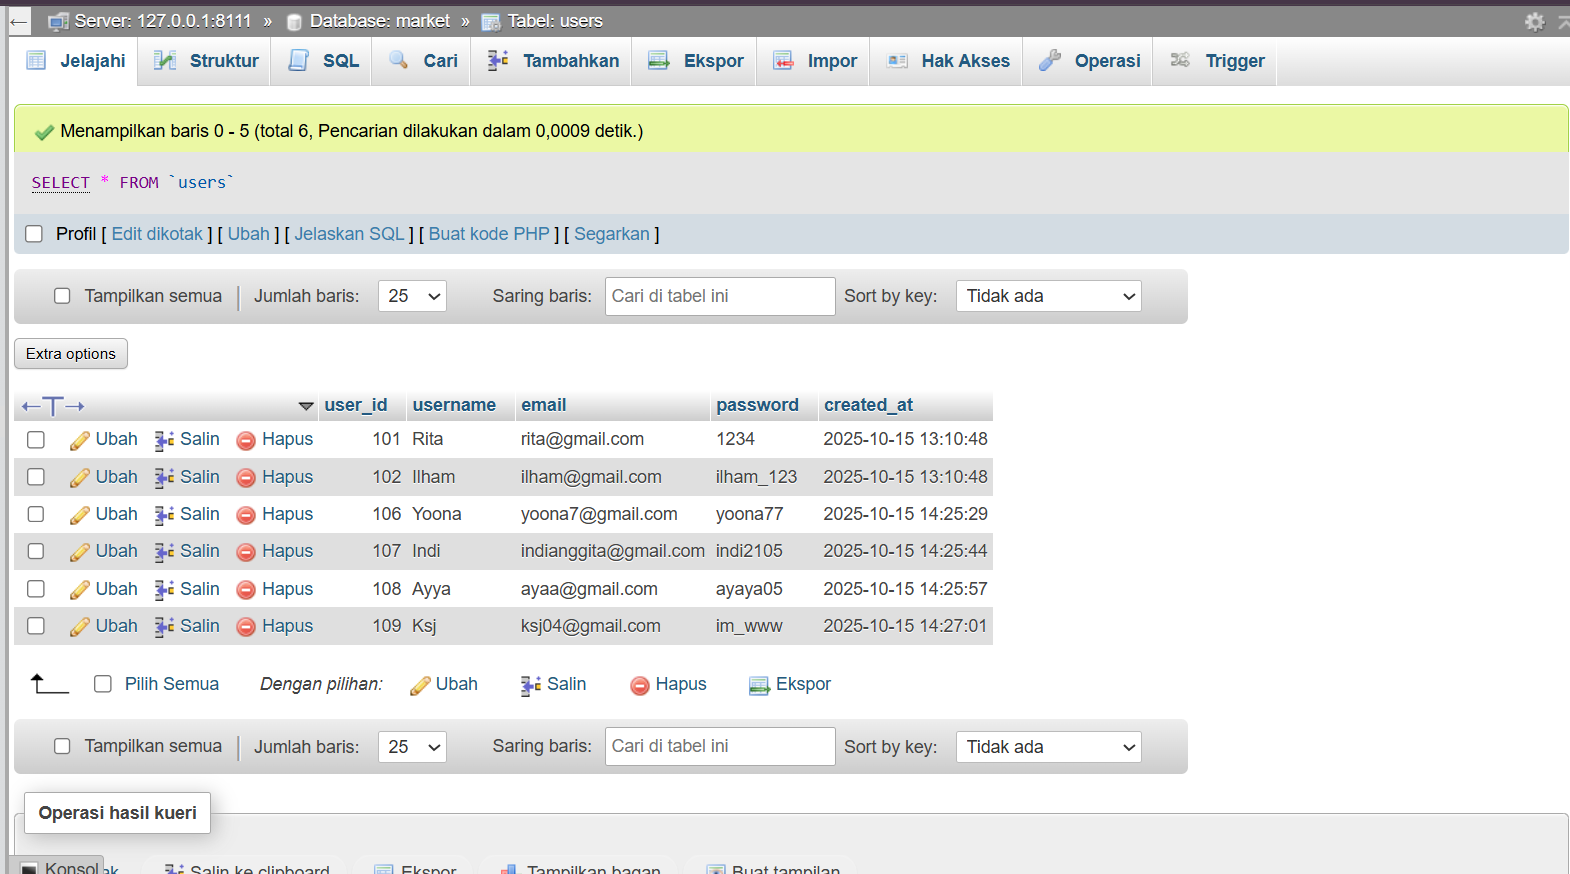 Server: 127.0.0.1:8111 » Database: market » Tabel: users
Jelajahi Struktur SQL Cari Tambahkan Ekspor Impor Hak Akses Operasi Trigger
Menampilkan baris 0 - 5 (total 6, Pencarian dilakukan dalam 0,0009 detik.)
SELECT * FROM `users`
Profil [ Edit dikotak ] [ Ubah ] [ Jelaskan SQL ] [ Buat kode PHP ] [ Segarkan ]
Tampilkan semua Jumlah baris: 25 Saring baris: Cari di tabel ini Sort by key: Tidak ada
Extra options
←T→ user_id username email password created_at
Ubah Salin Hapus 101 Rita rita@gmail.com 1234 2025-10-15 13:10:48
Ubah Salin Hapus 102 Ilham ilham@gmail.com ilham_123 2025-10-15 13:10:48
Ubah Salin Hapus 106 Yoona yoona7@gmail.com yoona77 2025-10-15 14:25:29
Ubah Salin Hapus 107 Indi indianggita@gmail.com indi2105 2025-10-15 14:25:44
Ubah Salin Hapus 108 Ayya ayaa@gmail.com ayaya05 2025-10-15 14:25:57
Ubah Salin Hapus 109 Ksj ksj04@gmail.com im_www 2025-10-15 14:27:01
Pilih Semua Dengan pilihan: Ubah Salin Hapus Ekspor
Tampilkan semua Jumlah baris: 25 Saring baris: Cari di tabel ini Sort by key: Tidak ada
Operasi hasil kueri
Konsol Salin ke clipboard Ekspor Tampilkan bagan Buat tampilan